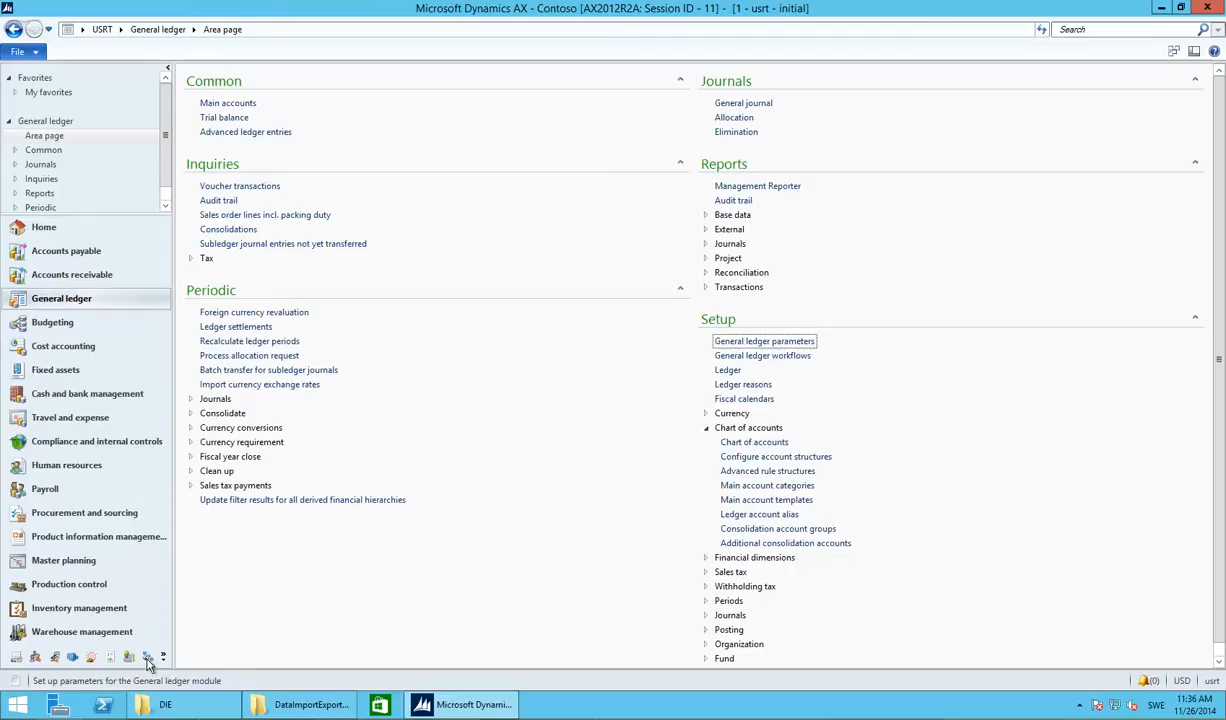 Microsoft Dynamics AX - Contoso [AX2012R2A: Session ID - 11] - [1 - usrt - initial]
USRT
General ledger
Area page
Search
File
Favorites
My favorites
General ledger
Area page
Common
Journals
Inquiries
Reports
Periodic
Home
Accounts payable
Accounts receivable
General ledger
Budgeting
Cost accounting
Fixed assets
Cash and bank management
Travel and expense
Compliance and internal controls
Human resources
Payroll
Procurement and sourcing
Product information manageme...
Master planning
Production control
Inventory management
Warehouse management
Common
Main accounts
Trial balance
Advanced ledger entries
Inquiries
Voucher transactions
Audit trail
Sales order lines incl. packing duty
Consolidations
Subledger journal entries not yet transferred
Tax
Periodic
Foreign currency revaluation
Ledger settlements
Recalculate ledger periods
Process allocation request
Batch transfer for subledger journals
Import currency exchange rates
Journals
Consolidate
Currency conversions
Currency requirement
Fiscal year close
Clean up
Sales tax payments
Update filter results for all derived financial hierarchies
Journals
General journal
Allocation
Elimination
Reports
Management Reporter
Audit trail
Base data
External
Journals
Project
Reconciliation
Transactions
Setup
General ledger parameters
General ledger workflows
Ledger
Ledger reasons
Fiscal calendars
Currency
Chart of accounts
Chart of accounts
Configure account structures
Advanced rule structures
Main account categories
Main account templates
Ledger account alias
Consolidation account groups
Additional consolidation accounts
Financial dimensions
Sales tax
Withholding tax
Periods
Journals
Posting
Organization
Fund
Set up parameters for the General ledger module
(0)
USD
usrt
DIE
DataImportExport...
Microsoft Dynami...
SWE
11:36 AM
11/26/2014